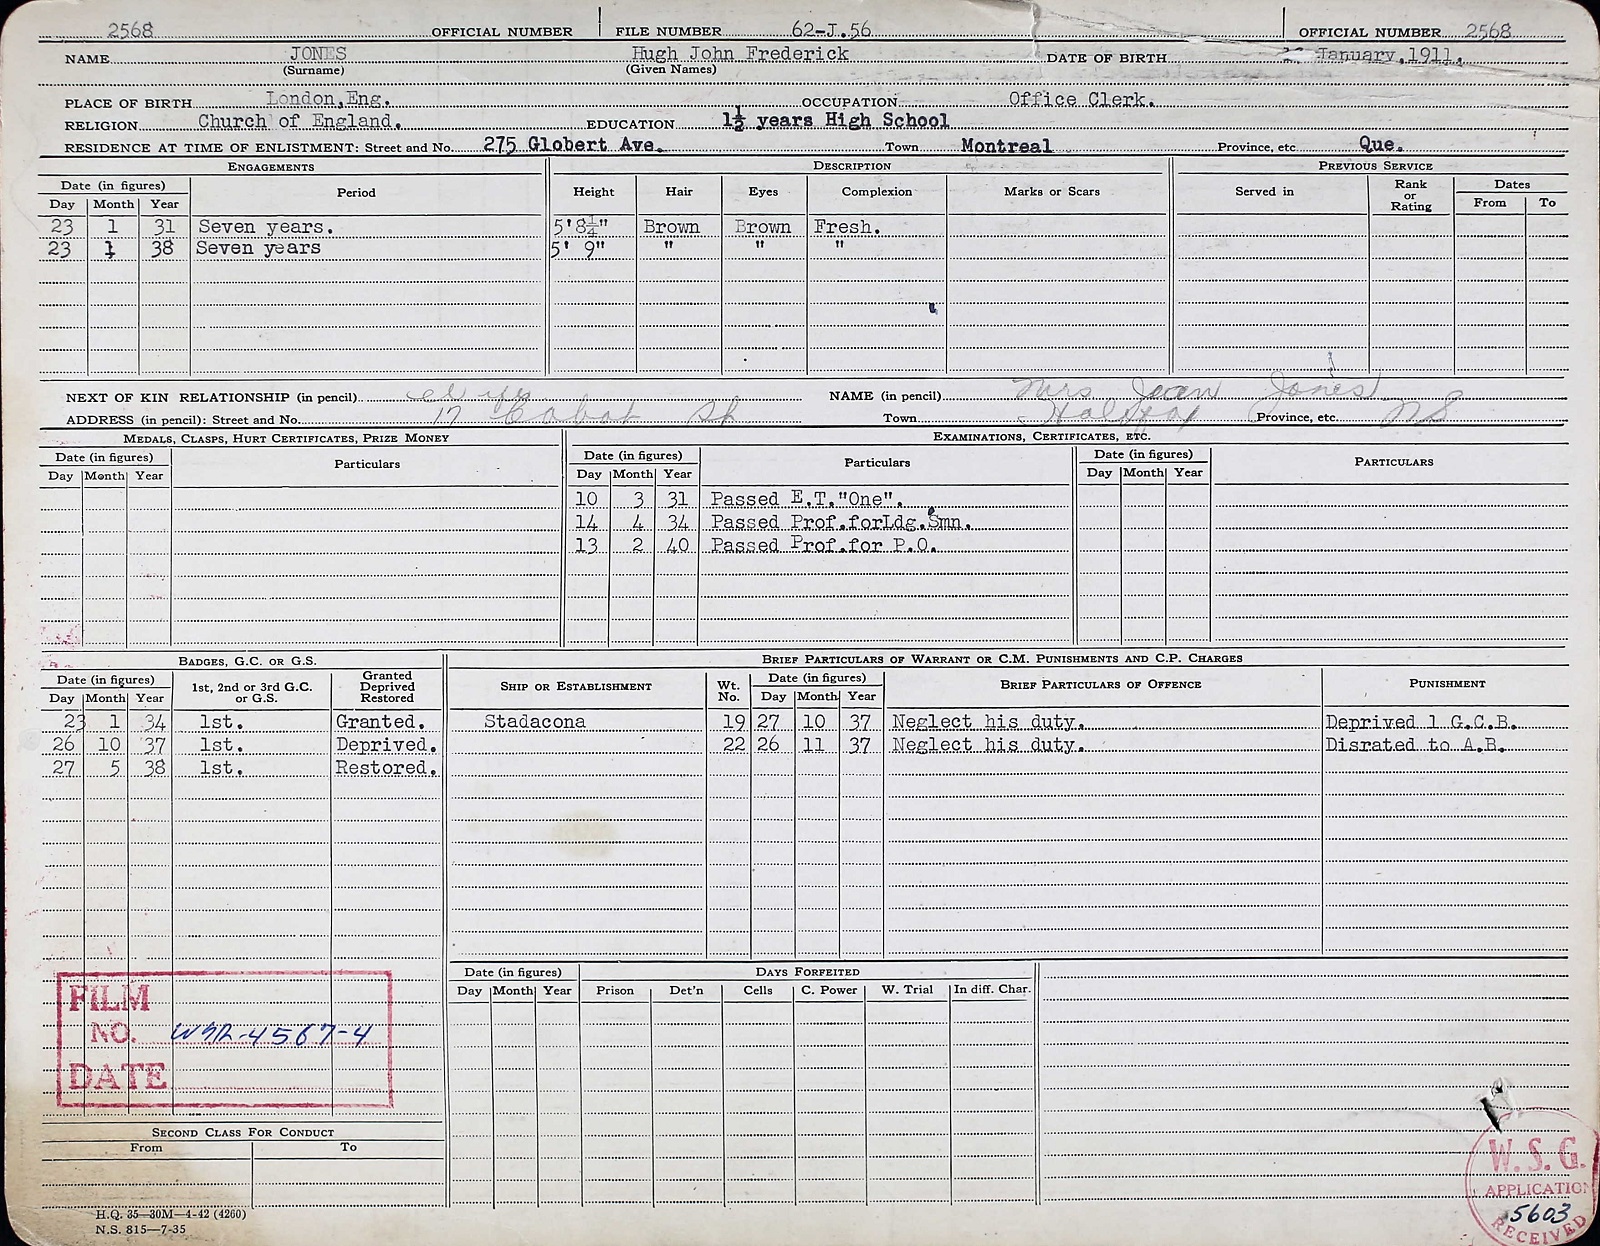 2568 OFFICIAL NUMBER FILE NUMBER 62-J.56 OFFICIAL NUMBER 2568
NAME JONES Hugh John Frederick DATE OF BIRTH January,1911.
(Surname) (Given Names)
PLACE OF BIRTH London,Eng. OCCUPATION Office Clerk.
RELIGION Church of England. EDUCATION 1½ years High School
RESIDENCE AT TIME OF ENLISTMENT: Street and No. 275 Globert Ave. Town Montreal Province, etc Que.
ENGAGEMENTS DESCRIPTION PREVIOUS SERVICE
Date (in figures) Period Height Hair Eyes Complexion Marks or Scars Served in Rank or Rating Dates
Day Month Year From To
23 1 31 Seven years. 5'8¼" Brown Brown Fresh.
23 1 38 Seven years 5' 9" " " "
NEXT OF KIN RELATIONSHIP (in pencil) wife NAME (in pencil) Mrs Jean Jones
ADDRESS (in pencil): Street and No. 17 Cabot St Town Halifax Province, etc. NS
MEDALS, CLASPS, HURT CERTIFICATES, PRIZE MONEY EXAMINATIONS, CERTIFICATES, ETC.
Date (in figures) Particulars Date (in figures) Particulars Date (in figures) PARTICULARS
Day Month Year Day Month Year Day Month Year
10 3 31 Passed E.T."One".
14 4 34 Passed Prof.forLdg.Smn.
13 2 40 Passed Prof.for P.O.
BADGES, G.C. OR G.S. BRIEF PARTICULARS OF WARRANT OR C.M. PUNISHMENTS AND C.P. CHARGES
Date (in figures) 1st, 2nd or 3rd G.C. or G.S. Granted Deprived Restored SHIP OR ESTABLISHMENT Wt. No. Date (in figures) BRIEF PARTICULARS OF OFFENCE PUNISHMENT
Day Month Year Day Month Year
23 1 34 1st. Granted. Stadacona 19 27 10 37 Neglect his duty. Deprived 1 G.C.B.
26 10 37 1st. Deprived. 22 26 11 37 Neglect his duty. Disrated to A.B.
27 5 38 1st. Restored.
Date (in figures) DAYS FORFEITED
Day Month Year Prison Det'n Cells C. Power W. Trial In diff. Char.
FILM
NO. WSR-4567-4
DATE
SECOND CLASS FOR CONDUCT
From To
W.S.G.
APPLICATION
5603
RECEIVED
H.Q. 35—30M—4-42 (4260)
N.S. 815—7-35